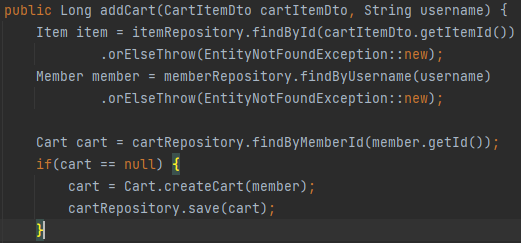 public Long addCart(CartItemDto cartItemDto, String username) {
Item item = itemRepository.findById(cartItemDto.getItemId())
.orElseThrow(EntityNotFoundException::new);
Member member = memberRepository.findByUsername(username)
.orElseThrow(EntityNotFoundException::new);
Cart cart = cartRepository.findByMemberId(member.getId());
if(cart == null) {
cart = Cart.createCart(member);
cartRepository.save(cart);
}